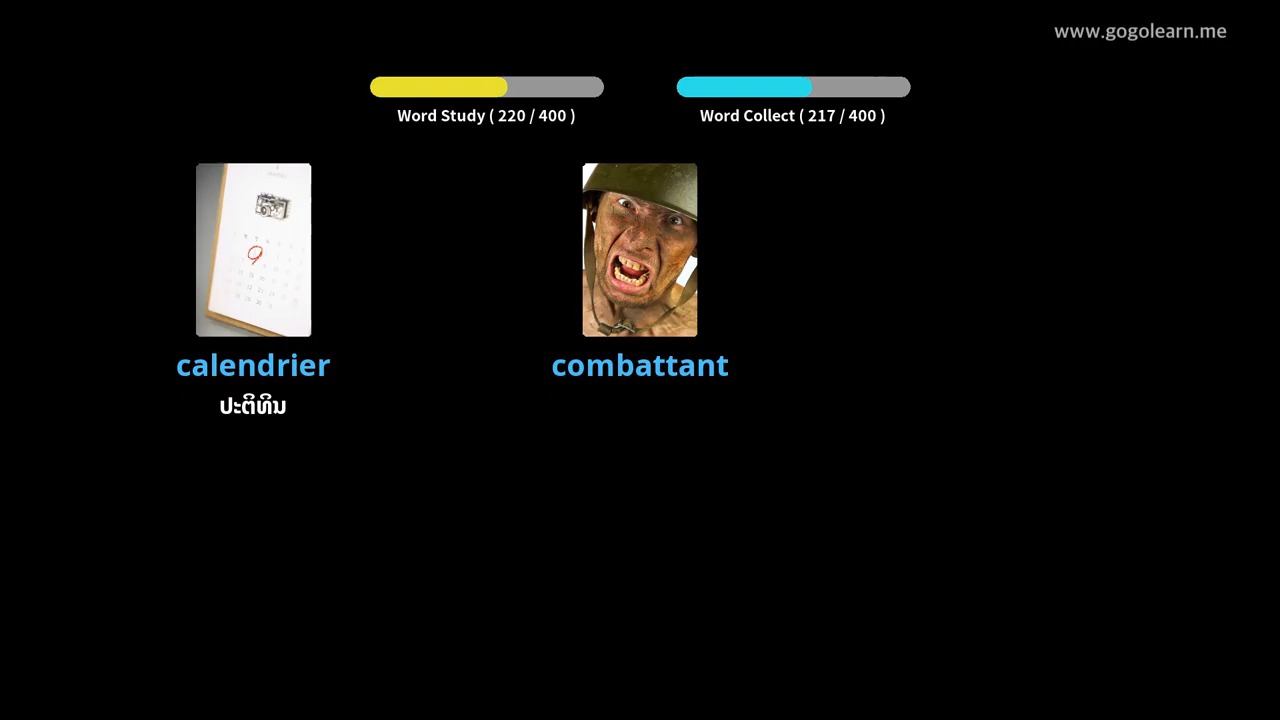 www.gogolearn.me
Word Study ( 220 / 400 )
Word Collect ( 217 / 400 )
calendrier
combattant
ປະຕິທິນ